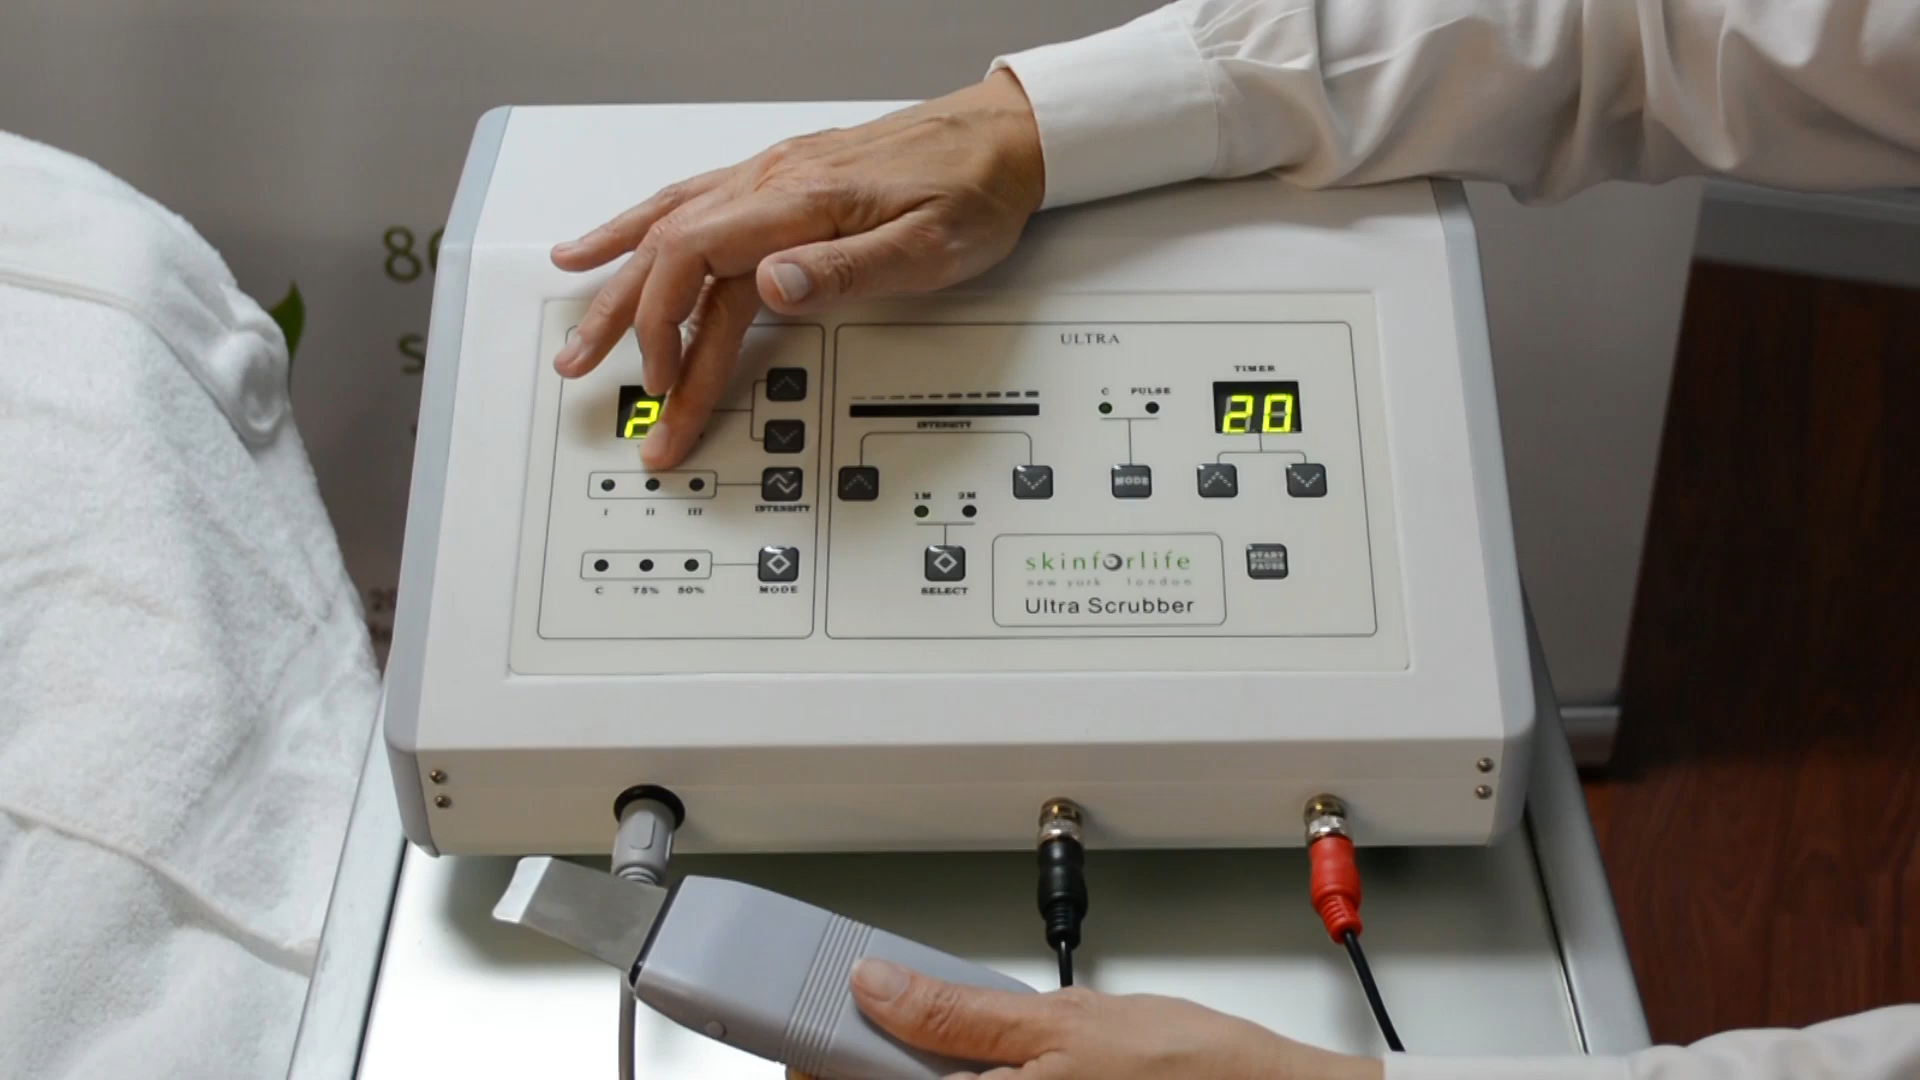 86
S
2
I II III
INTENSITY
C 75% 50%
MODE
ULTRA
INTENSITY
C PULSE
MODE
TIMER
20
1M 3M
SELECT
skinforlife
new york london
Ultra Scrubber
START
PAUSE